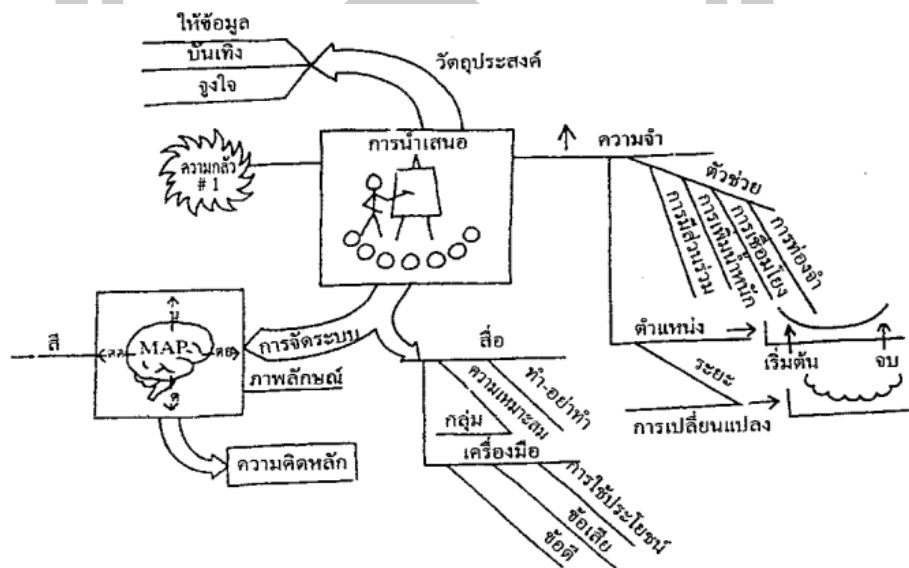 ให้ข้อมูล
บันเทิง
จูงใจ
วัตถุประสงค์
การนำเสนอ
ความกลัว
# 1
ความจำ
ตัวช่วย
การมีส่วนร่วม
การเพิ่มน้ำหนัก
การเชื่อมโยง
การท่องจำ
ตำแหน่ง
เริ่มต้น
จบ
ระยะ
การเปลี่ยนแปลง
การจัดระบบ
ภาพลักษณ์
สี
MAP
น
ต
ความคิดหลัก
สื่อ
ทำ-อย่าทำ
ความเหมาะสม
กลุ่ม
เครื่องมือ
การใช้ประโยชน์
ข้อเสีย
ข้อดี